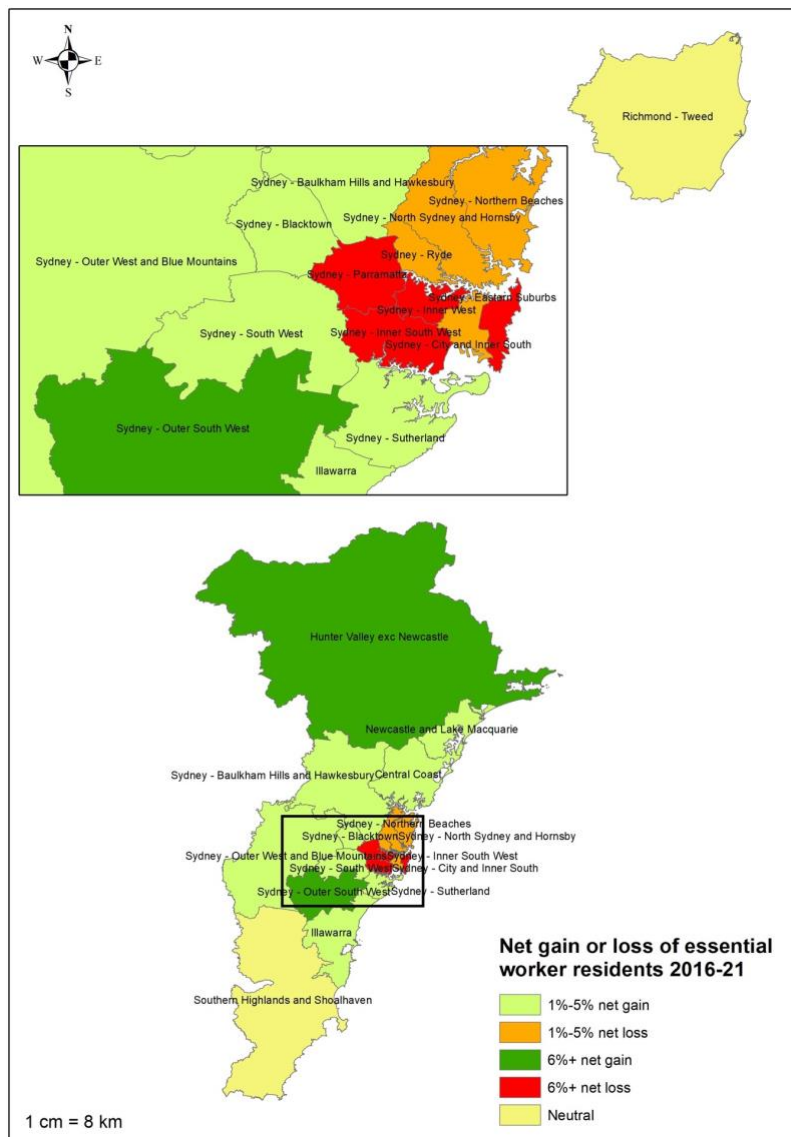 N
W E
S
Richmond - Tweed
Sydney - Baulkham Hills and Hawkesbury
Sydney - Northern Beaches
Sydney - North Sydney and Hornsby
Sydney - Blacktown
Sydney - Ryde
Sydney - Outer West and Blue Mountains
Sydney - Parramatta
Sydney - Eastern Suburbs
Sydney - Inner West
Sydney - South West
Sydney - Inner South West
Sydney - City and Inner South
Sydney - Outer South West
Sydney - Sutherland
Illawarra
Hunter Valley exc Newcastle
Newcastle and Lake Macquarie
Sydney - Baulkham Hills and Hawkesbury
Central Coast
Sydney - Northern Beaches
Sydney - Blacktown
Sydney - North Sydney and Hornsby
Sydney - Outer West and Blue Mountains
Sydney - Inner South West
Sydney - South West
Sydney - City and Inner South
Sydney - Outer South West
Sydney - Sutherland
Illawarra
Southern Highlands and Shoalhaven
Net gain or loss of essential
worker residents 2016-21
1%-5% net gain
1%-5% net loss
6%+ net gain
6%+ net loss
Neutral
1 cm = 8 km